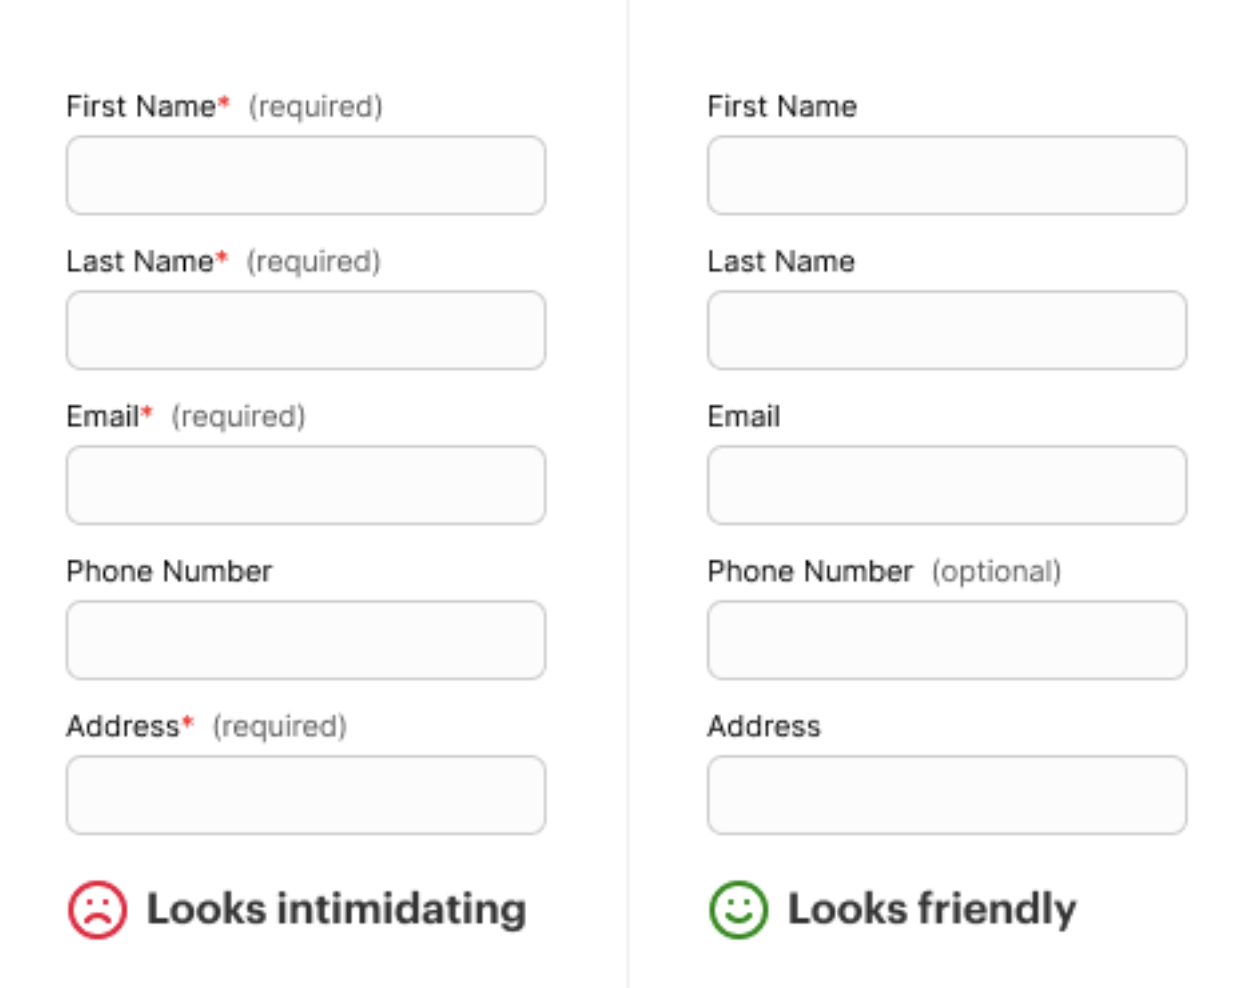 First Name* (required)
Last Name* (required)
Email* (required)
Phone Number
Address* (required)
Looks intimidating
First Name
Last Name
Email
Phone Number (optional)
Address
Looks friendly